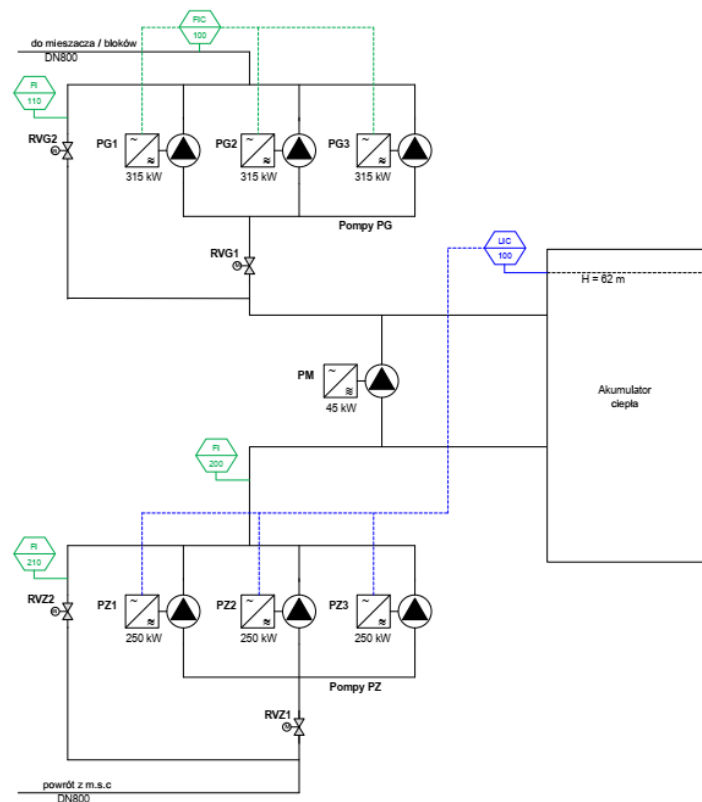 FIC
100
do mieszacza / bloków
DN800
FI
110
RVG2
R
PG1
~
≈
315 kW
PG2
~
≈
315 kW
PG3
~
≈
315 kW
Pompy PG
RVG1
M
LIC
100
H = 62 m
PM
~
≈
45 kW
Akumulator
ciepła
FI
200
FI
210
RVZ2
R
PZ1
~
≈
250 kW
PZ2
~
≈
250 kW
PZ3
~
≈
250 kW
Pompy PZ
RVZ1
M
powrót z m.s.c
DN800